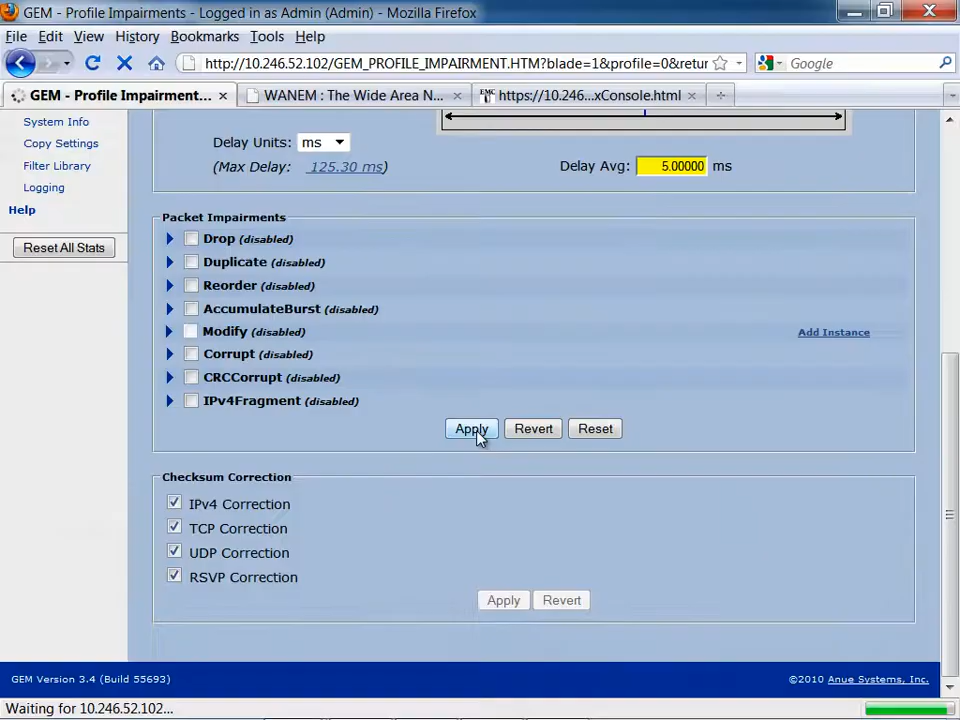 GEM - Profile Impairments - Logged in as Admin (Admin) - Mozilla Firefox
File Edit View History Bookmarks Tools Help
http://10.246.52.102/GEM_PROFILE_IMPAIRMENT.HTM?blade=1&profile=0&retur
Google
GEM - Profile Impairment...
WANEM : The Wide Area N...
EMC https://10.246...xConsole.html
System Info
Copy Settings
Filter Library
Logging
Help
Reset All Stats
Delay Units: ms
(Max Delay: 125.30 ms)
Delay Avg: 5.00000 ms
Packet Impairments
Drop (disabled)
Duplicate (disabled)
Reorder (disabled)
AccumulateBurst (disabled)
Modify (disabled) Add Instance
Corrupt (disabled)
CRCCorrupt (disabled)
IPv4Fragment (disabled)
Apply Revert Reset
Checksum Correction
IPv4 Correction
TCP Correction
UDP Correction
RSVP Correction
Apply Revert
GEM Version 3.4 (Build 55693) ©2010 Anue Systems, Inc.
Waiting for 10.246.52.102...